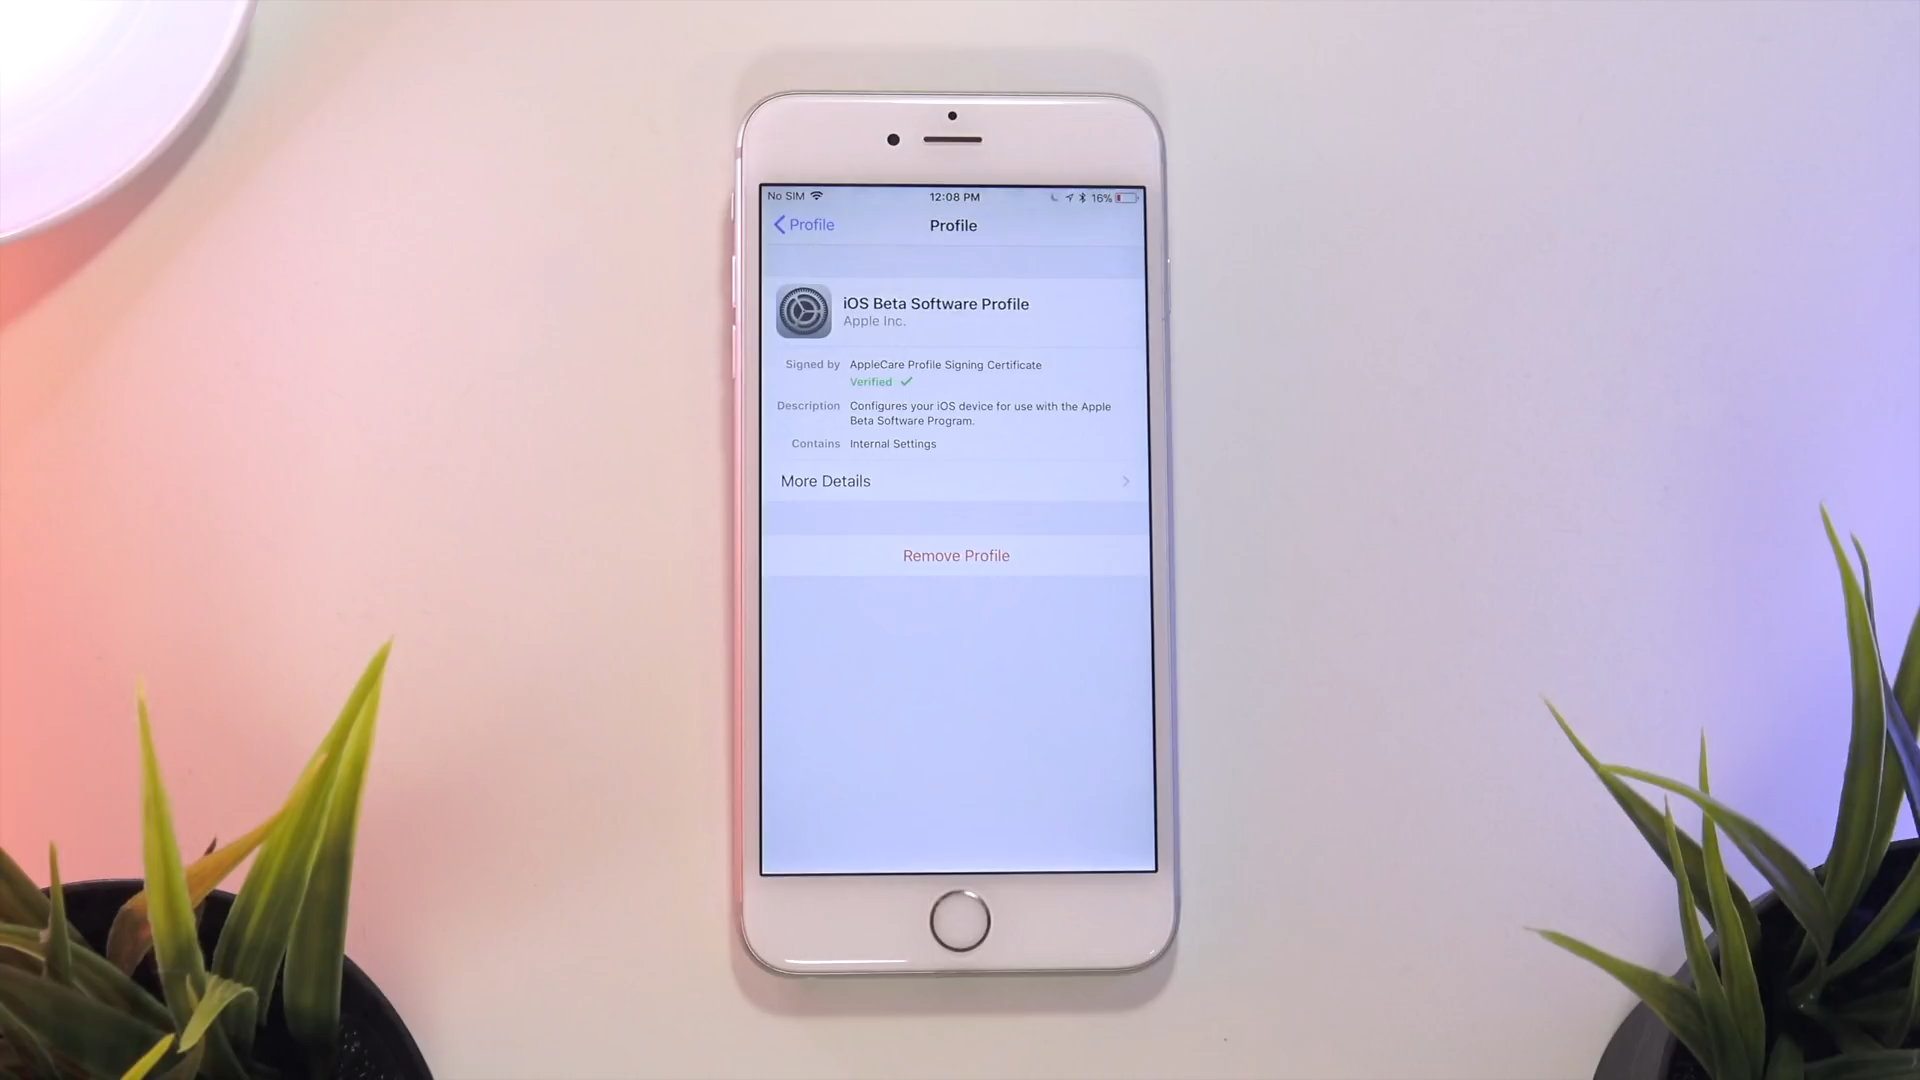 No SIM 12:08 PM 16%
Profile Profile
iOS Beta Software Profile
Apple Inc.
Signed by AppleCare Profile Signing Certificate
Verified
Description Configures your iOS device for use with the Apple
Beta Software Program.
Contains Internal Settings
More Details
Remove Profile